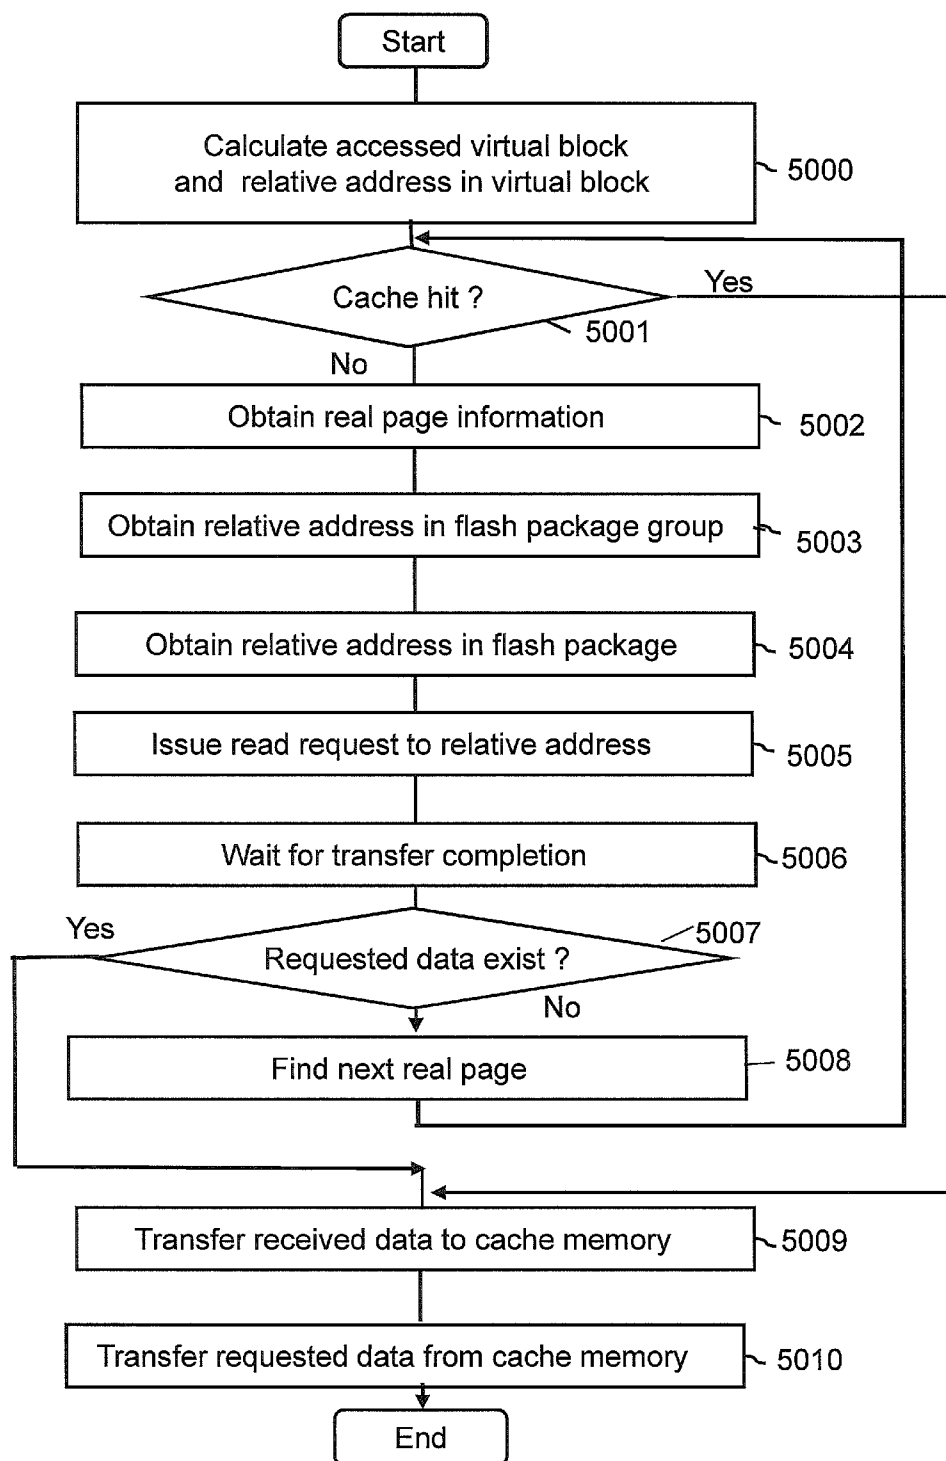 Start
Calculate accessed virtual block
and relative address in virtual block
5000
Cache hit ?
Yes
5001
No
Obtain real page information
5002
Obtain relative address in flash package group
5003
Obtain relative address in flash package
5004
Issue read request to relative address
5005
Wait for transfer completion
5006
Yes
5007
Requested data exist ?
No
Find next real page
5008
Transfer received data to cache memory
5009
Transfer requested data from cache memory
5010
End